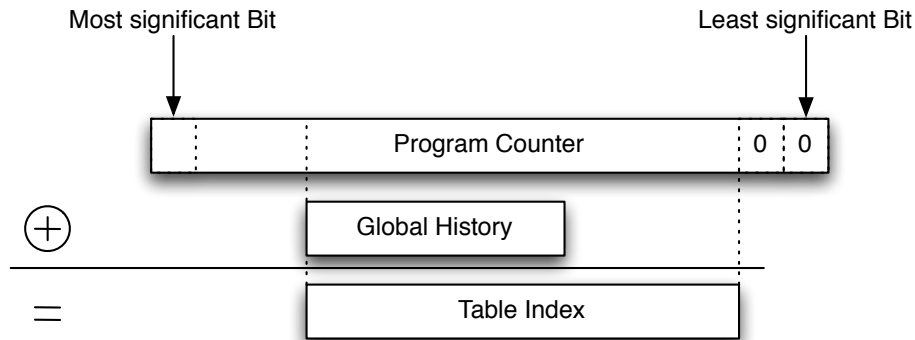 Most significant Bit
Least significant Bit
Program Counter
0
0
Global History
Table Index